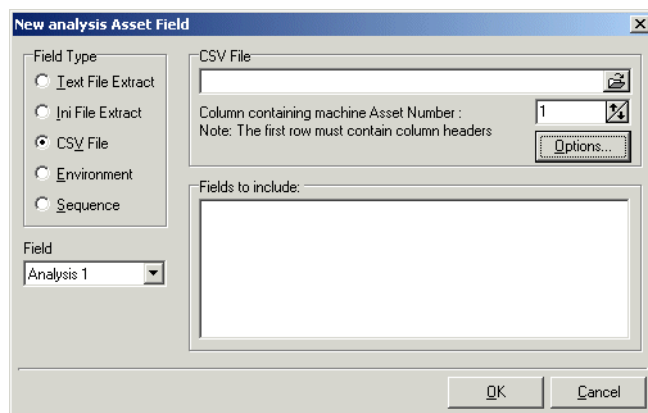 New analysis Asset Field
Field Type
Text File Extract
Ini File Extract
CSV File
Environment
Sequence
Field
Analysis 1
CSV File
Column containing machine Asset Number :
1
Note: The first row must contain column headers
Options...
Fields to include:
OK
Cancel